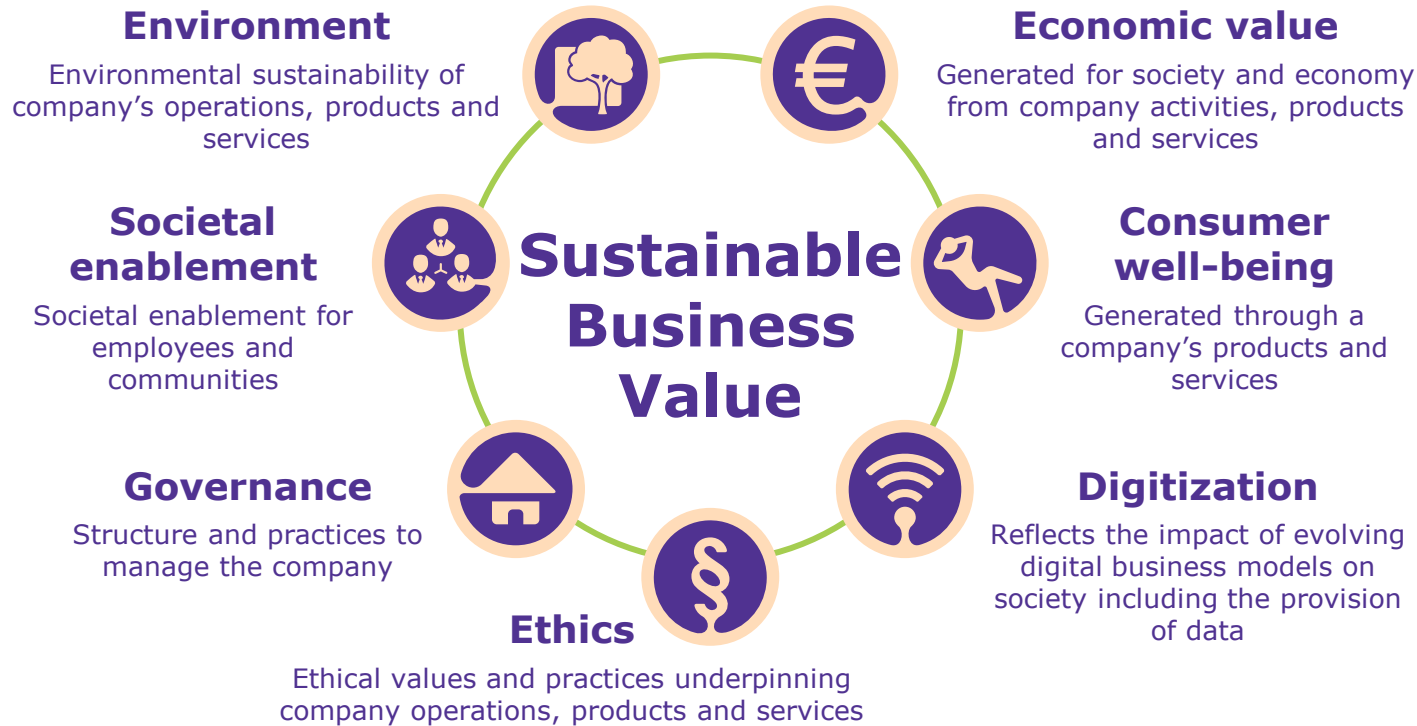 Environment
Environmental sustainability of
company's operations, products and
services
Economic value
Generated for society and economy
from company activities, products
and services
Societal
enablement
Societal enablement for
employees and
communities
Sustainable
Business
Value
Consumer
well-being
Generated through a
company's products and
services
Governance
Structure and practices to
manage the company
Digitization
Reflects the impact of evolving
digital business models on
society including the provision
of data
Ethics
Ethical values and practices underpinning
company operations, products and services
€
§